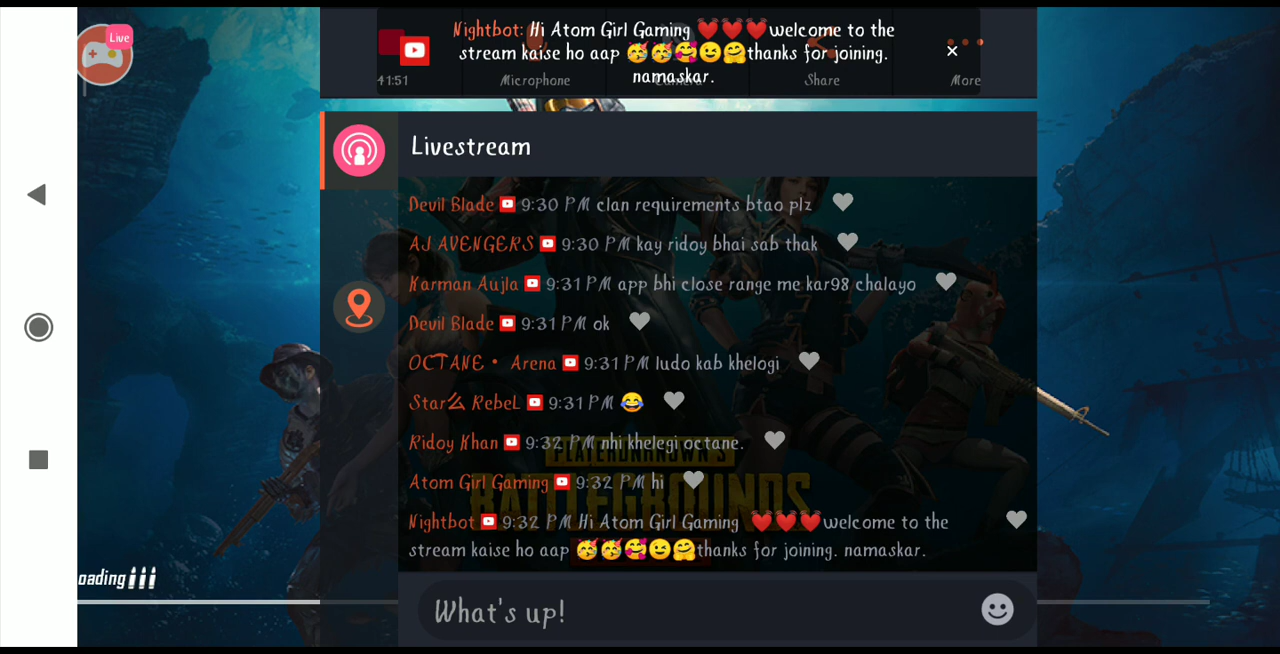 Live
Nightbot: Hi Atom Girl Gaming 💓💓💓welcome to the
stream kaise ho aap 🥳🥳🥰😉🤗thanks for joining.
namaskar.
41:51
Microphone
Camera
Share
More
Livestream
Devil Blade 9:30 PM clan requirements btao plz
AJ AVENGERS 9:30 PM kay ridoy bhai sab thak
Karman Aujla 9:31 PM app bhi close range me kar98 chalayo
Devil Blade 9:31 PM ok
OCTANE • Arena 9:31 PM ludo kab khelogi
Star么 RebeL 9:31 PM 😂
Ridoy Khan 9:32 PM nhi khelegi octane.
PLAYERUNKNOWN'S
Atom Girl Gaming 9:32 PM hi
BATTLEGROUNDS
Nightbot 9:32 PM Hi Atom Girl Gaming 💓💓💓welcome to the
stream kaise ho aap 🥳🥳🥰😉🤗thanks for joining. namaskar.
oading
What's up!